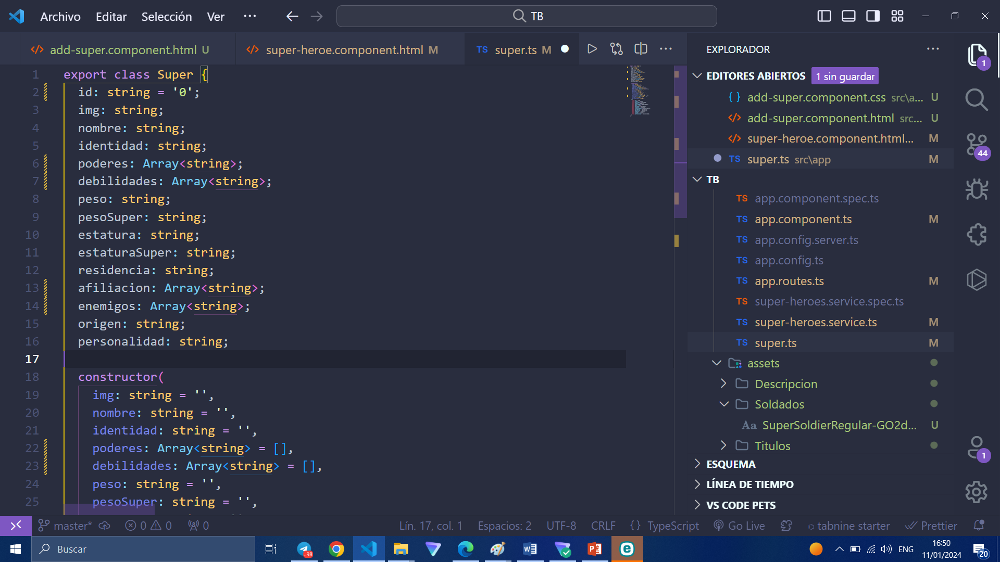 Archivo Editar Selección Ver ··· TB
add-super.component.html U super-heroe.component.html M TS super.ts M
1 export class Super {
2 id: string = '0';
3 img: string;
4 nombre: string;
5 identidad: string;
6 poderes: Array<string>;
7 debilidades: Array<string>;
8 peso: string;
9 pesoSuper: string;
10 estatura: string;
11 estaturaSuper: string;
12 residencia: string;
13 afiliacion: Array<string>;
14 enemigos: Array<string>;
15 origen: string;
16 personalidad: string;
17
18 constructor(
19 img: string = '',
20 nombre: string = '',
21 identidad: string = '',
22 poderes: Array<string> = [],
23 debilidades: Array<string> = [],
24 peso: string = '',
25 pesoSuper: string = '',
EXPLORADOR
EDITORES ABIERTOS 1 sin guardar
{} add-super.component.css src\a... U
add-super.component.html src... U
super-heroe.component.html... M
TS super.ts src\app M
TB
TS app.component.spec.ts
TS app.component.ts M
TS app.config.server.ts
TS app.config.ts
TS app.routes.ts M
TS super-heroes.service.spec.ts
TS super-heroes.service.ts M
TS super.ts M
assets
Descripcion
Soldados
Aa SuperSoldierRegular-GO2d... U
Titulos
ESQUEMA
LÍNEA DE TIEMPO
VS CODE PETS
1
44
1
master* 0 0 0 Lín. 17, col. 1 Espacios: 2 UTF-8 CRLF {} TypeScript Go Live tabnine starter Prettier
Buscar 98 ENG 16:50
11/01/2024 20